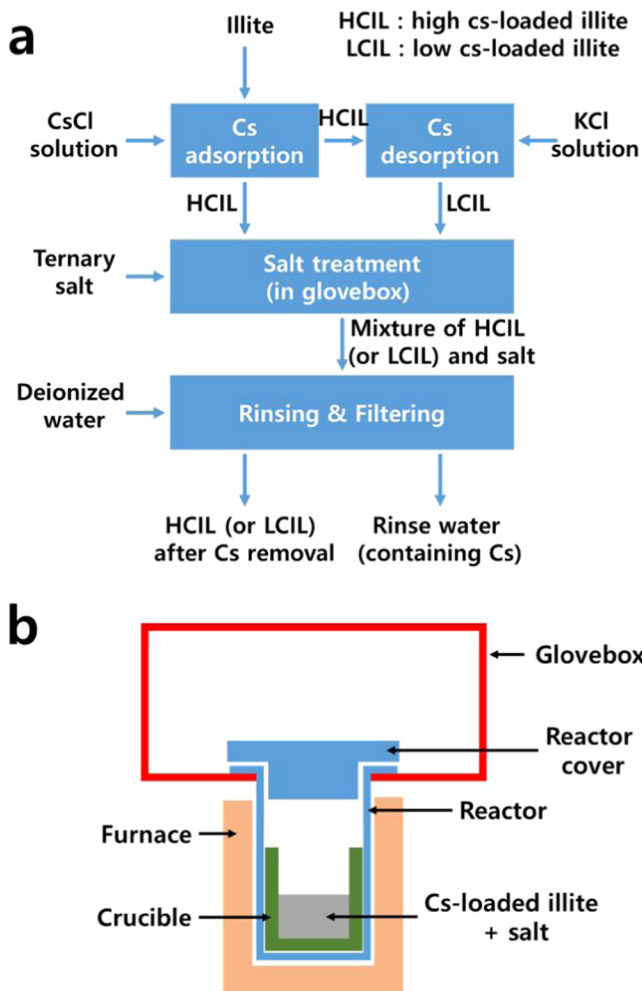 a
Illite
HCIL : high cs-loaded illite
LCIL : low cs-loaded illite
CsCl
solution
Cs
adsorption
HCIL
Cs
desorption
KCl
solution
HCIL
LCIL
Ternary
salt
Salt treatment
(in glovebox)
Mixture of HCIL
(or LCIL) and salt
Deionized
water
Rinsing & Filtering
HCIL (or LCIL)
after Cs removal
Rinse water
(containing Cs)
b
Glovebox
Reactor
cover
Reactor
Furnace
Crucible
Cs-loaded illite
+ salt